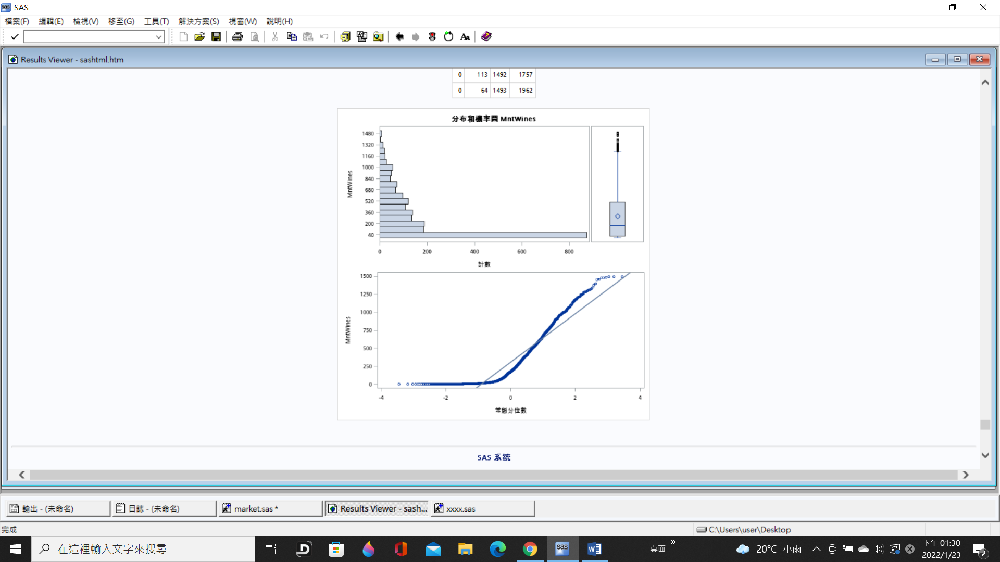 SAS
檔案(F) 編輯(E) 檢視(V) 移至(G) 工具(T) 解決方案(S) 視窗(W) 說明(H)
Results Viewer - sashtml.htm
0 113 1492 1757
0 64 1493 1962
分布和機率圖 MntWines
MntWines
1480
1320
1160
1000
840
680
520
360
200
40
0 200 400 600 800
計數
MntWines
1500
1250
1000
750
500
250
0
-4 -2 0 2 4
常態分位數
SAS 系統
輸出 - (未命名) 日誌 - (未命名) market.sas * Results Viewer - sash... xxxx.sas
完成 C:\Users\user\Desktop
在這裡輸入文字來搜尋 sas 桌面 20°C 小雨 下午 01:30
2022/1/23 2